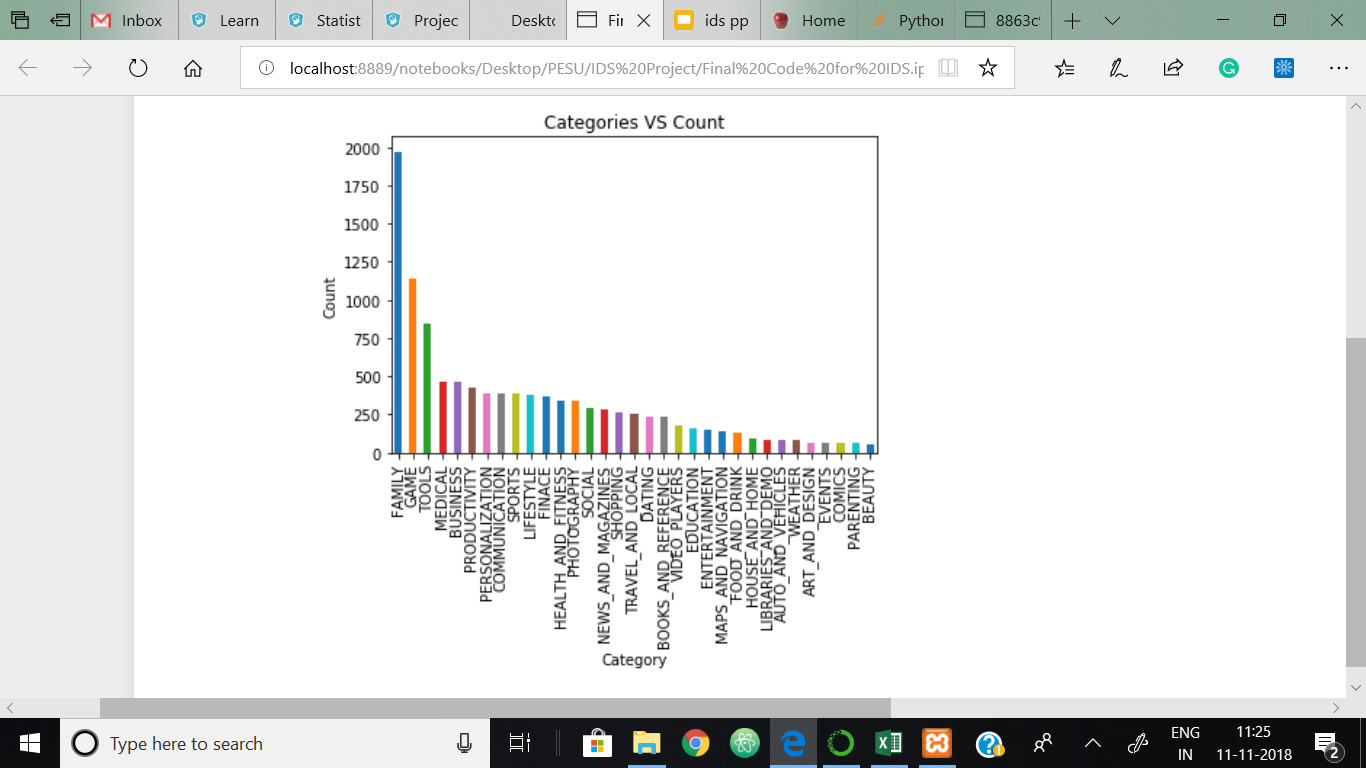 Inbox
Learn
Statist
Projec
Deskto
Fin
ids pp
Home
Python
8863c
localhost:8889/notebooks/Desktop/PESU/IDS%20Project/Final%20Code%20for%20IDS.ip
Categories VS Count
2000
1750
1500
1250
1000
750
500
250
0
Count
FAMILY
GAME
TOOLS
MEDICAL
BUSINESS
PRODUCTIVITY
PERSONALIZATION
COMMUNICATION
SPORTS
LIFESTYLE
FINACE
HEALTH_AND_FITNESS
PHOTOGRAPHY
SOCIAL
NEWS_AND_MAGAZINES
SHOPPING
TRAVEL_AND_LOCAL
DATING
BOOKS_AND_REFERENCE
VIDEO_PLAYERS
EDUCATION
ENTERTAINMENT
MAPS_AND_NAVIGATION
FOOD_AND_DRINK
HOUSE_AND_HOME
LIBRARIES_AND_DEMO
AUTO_AND_VEHICLES
WEATHER
ART_AND_DESIGN
EVENTS
COMICS
PARENTING
BEAUTY
Category
Type here to search
ENG
IN
11:25
11-11-2018
2